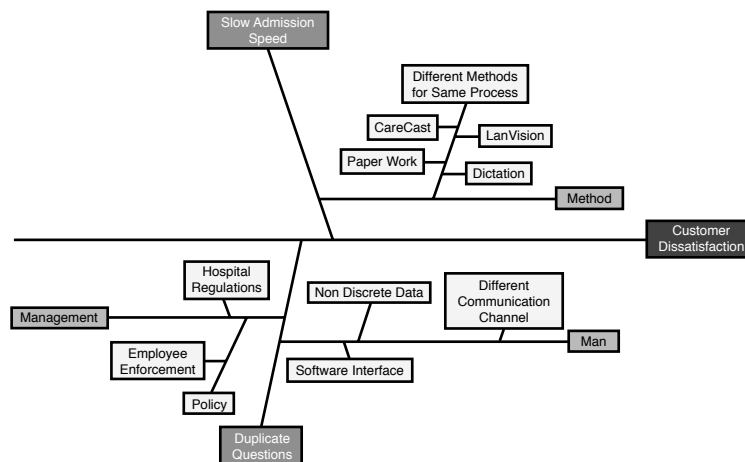 Slow Admission
Speed
Different Methods
for Same Process
CareCast
LanVision
Paper Work
Dictation
Method
Customer
Dissatisfaction
Hospital
Regulations
Non Discrete Data
Different
Communication
Channel
Management
Man
Employee
Enforcement
Software Interface
Policy
Duplicate
Questions